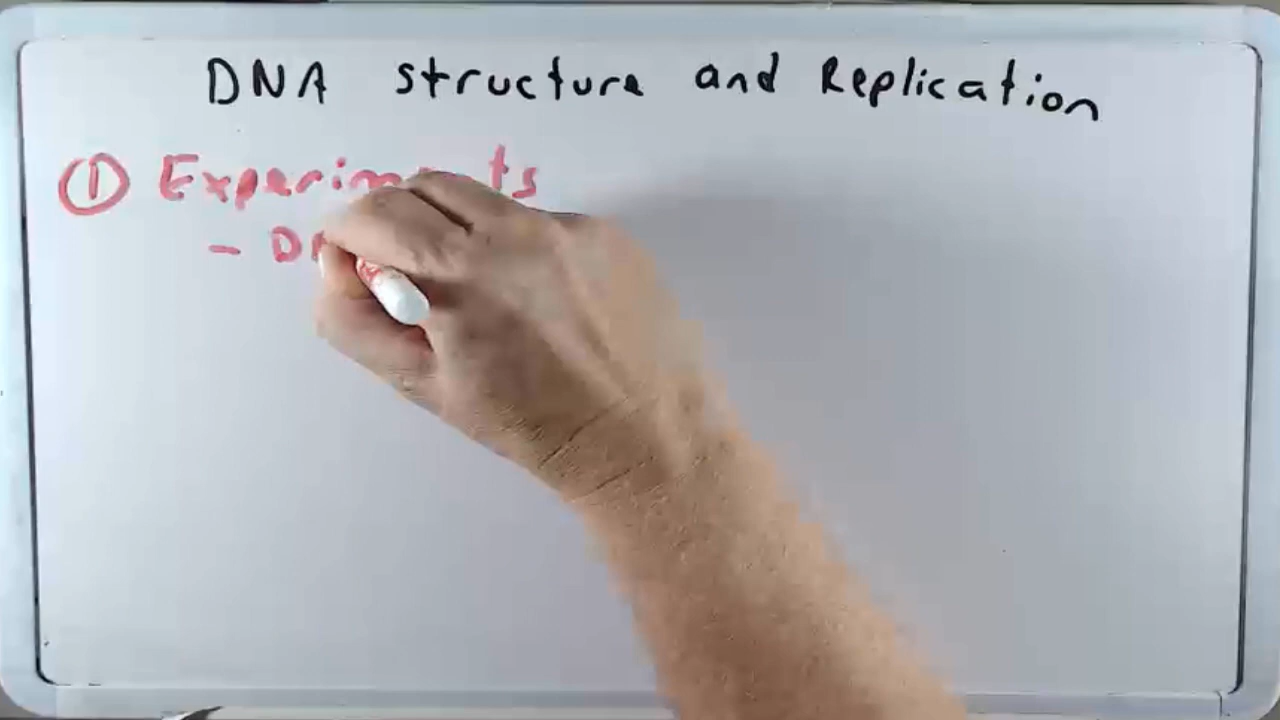 DNA structure and Replication
① Experiments
- D